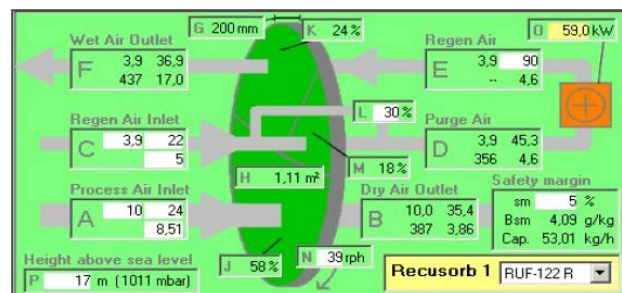 G 200 mm K 24 % O 59,0 kW
Wet Air Outlet Regen Air
F 3,9 36,9 E 3,9 90
437 17,0 -- 4,6
L 30 %
Regen Air Inlet Purge Air
C 3,9 22 D 3,9 45,3
5 356 4,6
M 18 %
H 1,11 m²
Process Air Inlet Dry Air Outlet Safety margin
A 10 24 B 10,0 35,4 sm 5 %
8,51 387 3,86 Bsm 4,09 g/kg
Cap. 53,01 kg/h
Height above sea level J 58 % N 39 rph
P 17 m (1011 mbar) Recusorb 1 RUF-122 R